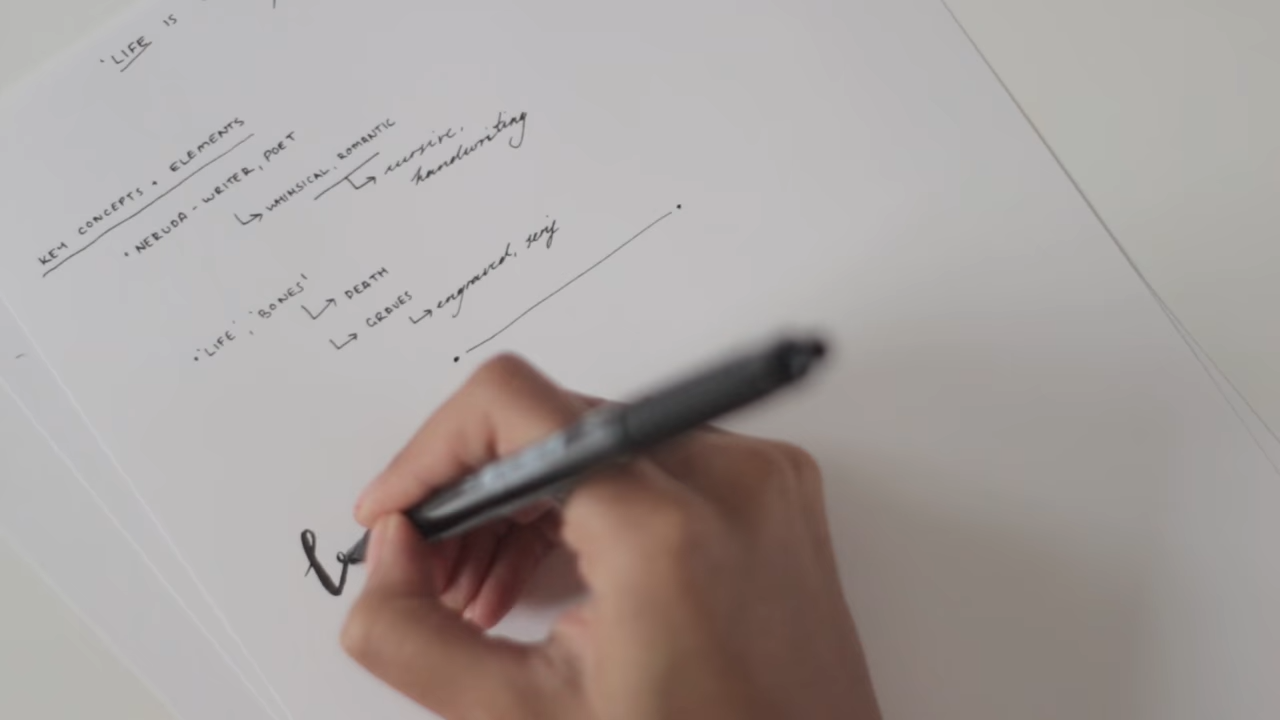 'LIFE IS
KEY CONCEPTS + ELEMENTS
• NERUDA - WRITER, POET
↳ WHIMSICAL, ROMANTIC
↳ cursive,
handwriting
• 'LIFE', 'BONES'
↳ DEATH
↳ GRAVES
↳ engraved, serif